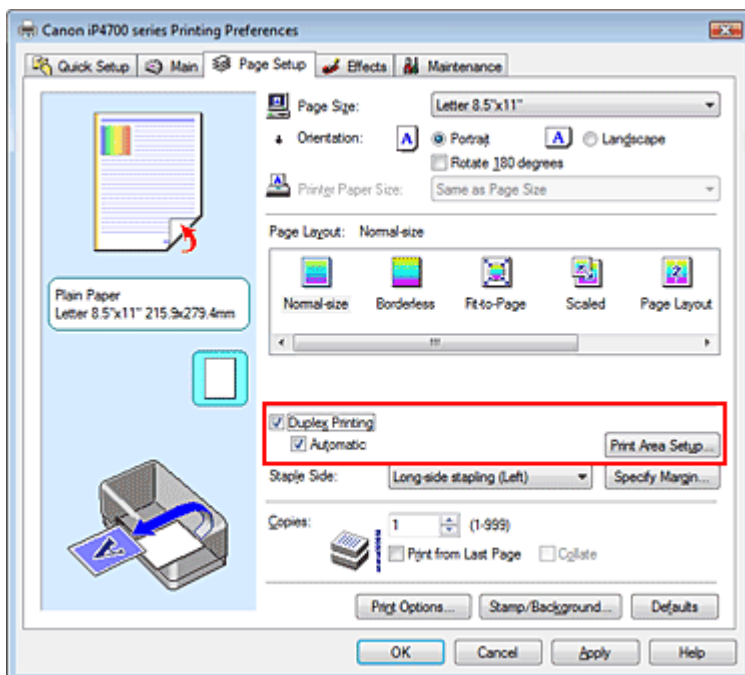 Canon iP4700 series Printing Preferences
Quick Setup Main Page Setup Effects Maintenance
Page Size: Letter 8.5"x11"
Orientation: A Portrait A Landscape
Rotate 180 degrees
Printer Paper Size: Same as Page Size
Page Layout: Normal-size
Normal-size Borderless Fit-to-Page Scaled Page Layout
Plain Paper
Letter 8.5"x11" 215.9x279.4mm
Duplex Printing
Automatic Print Area Setup...
Staple Side: Long-side stapling (Left) Specify Margin...
Copies: 1 (1-999)
Print from Last Page Collate
Print Options... Stamp/Background... Defaults
OK Cancel Apply Help